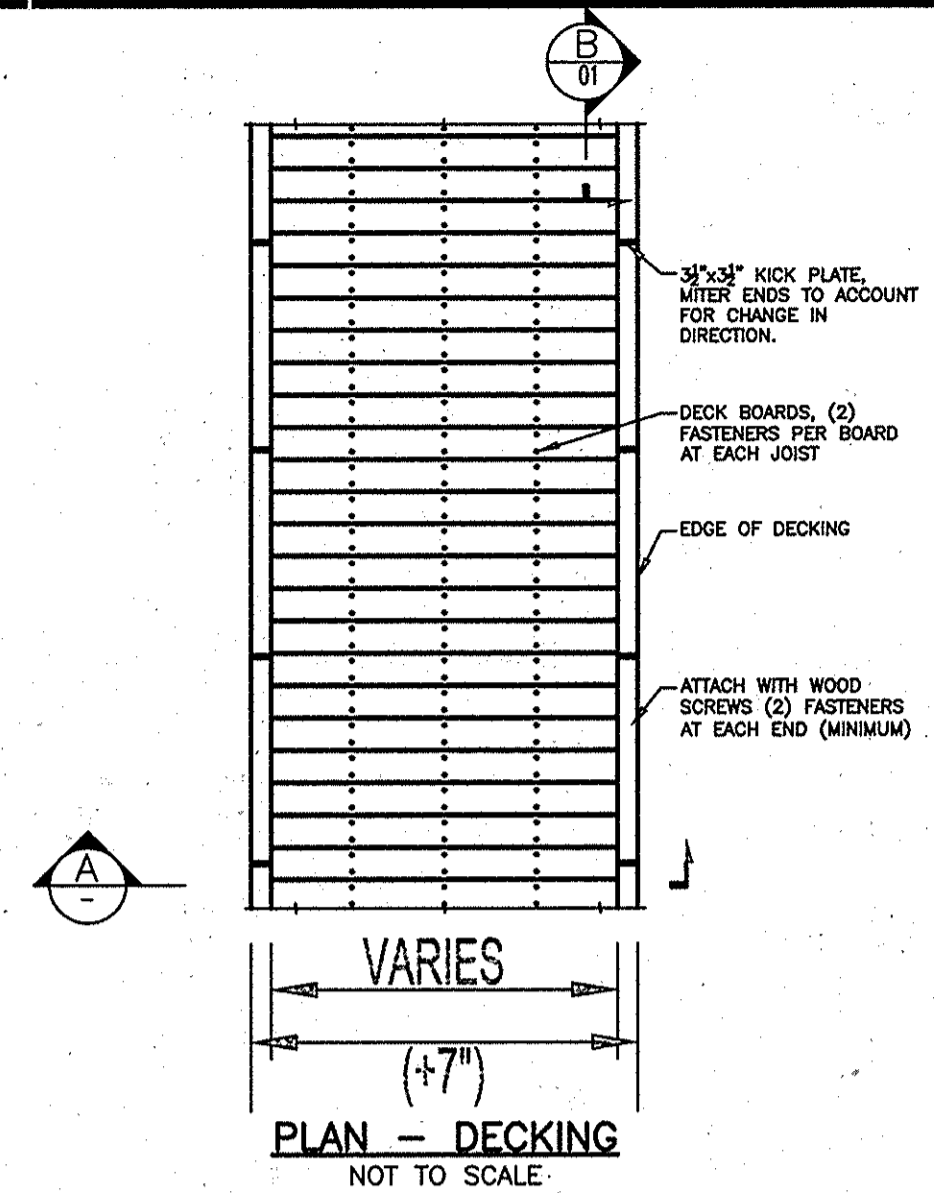 B
01
3½"x3½" KICK PLATE,
MITER ENDS TO ACCOUNT
FOR CHANGE IN
DIRECTION.
DECK BOARDS, (2)
FASTENERS PER BOARD
AT EACH JOIST
EDGE OF DECKING
ATTACH WITH WOOD
SCREWS (2) FASTENERS
AT EACH END (MINIMUM)
A
-
VARIES
(+7")
PLAN - DECKING
NOT TO SCALE